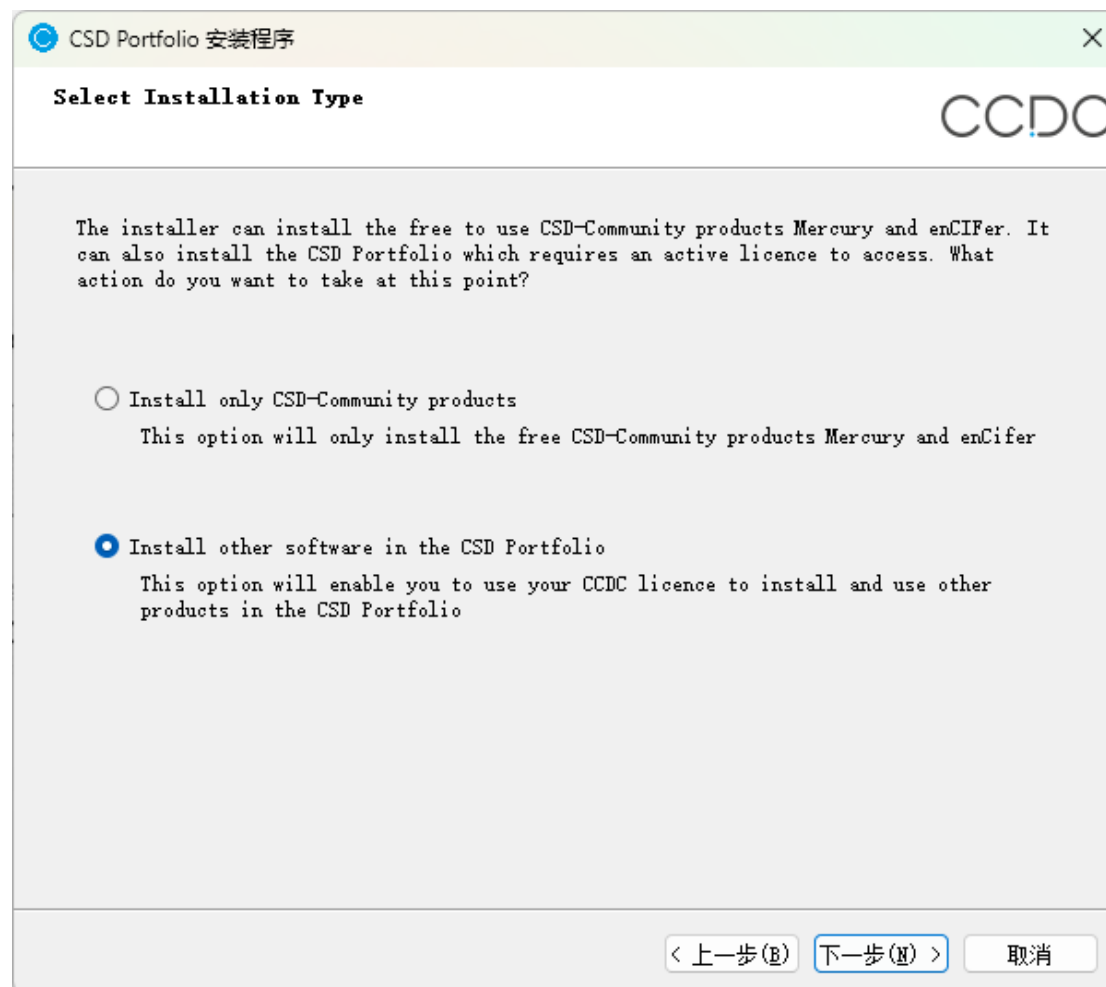 CSD Portfolio 安装程序
Select Installation Type
CCDC
The installer can install the free to use CSD-Community products Mercury and enCIFer. It
can also install the CSD Portfolio which requires an active licence to access. What
action do you want to take at this point?
Install only CSD-Community products
This option will only install the free CSD-Community products Mercury and enCifer
Install other software in the CSD Portfolio
This option will enable you to use your CCDC licence to install and use other
products in the CSD Portfolio
< 上一步(B)
下一步(N) >
取消